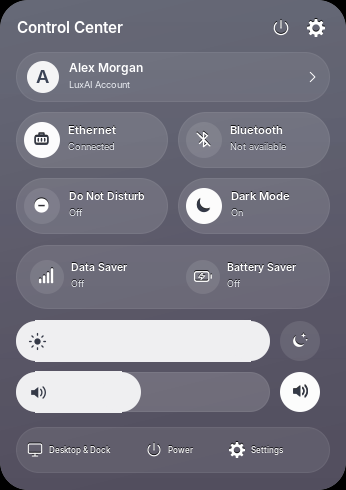 Control Center
A
Alex Morgan
LuxAI Account
Ethernet
Connected
Bluetooth
Not available
Do Not Disturb
Off
Dark Mode
On
Data Saver
Off
Battery Saver
Off
Desktop & Dock
Power
Settings